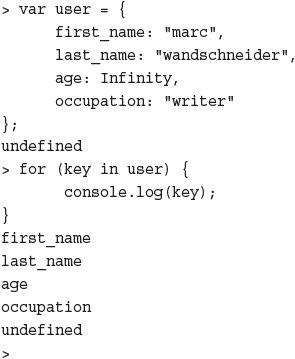 > var user = {
first_name: "marc",
last_name: "wandschneider",
age: Infinity,
occupation: "writer"
};
undefined
> for (key in user) {
console.log(key);
}
first_name
last_name
age
occupation
undefined
>